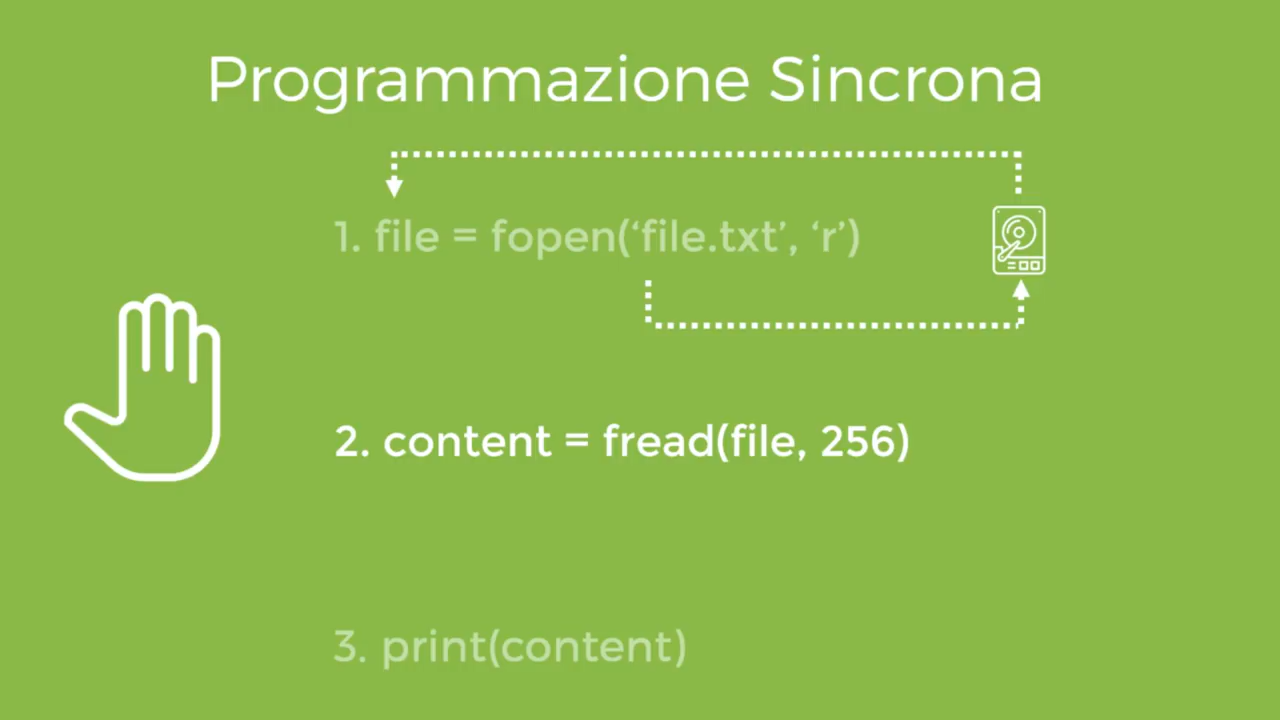 Programmazione Sincrona
1. file = fopen(‘file.txt’, ‘r’)
2. content = fread(file, 256)
3. print(content)